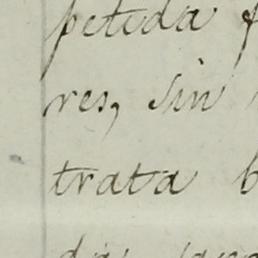 petida
res, sin
trata